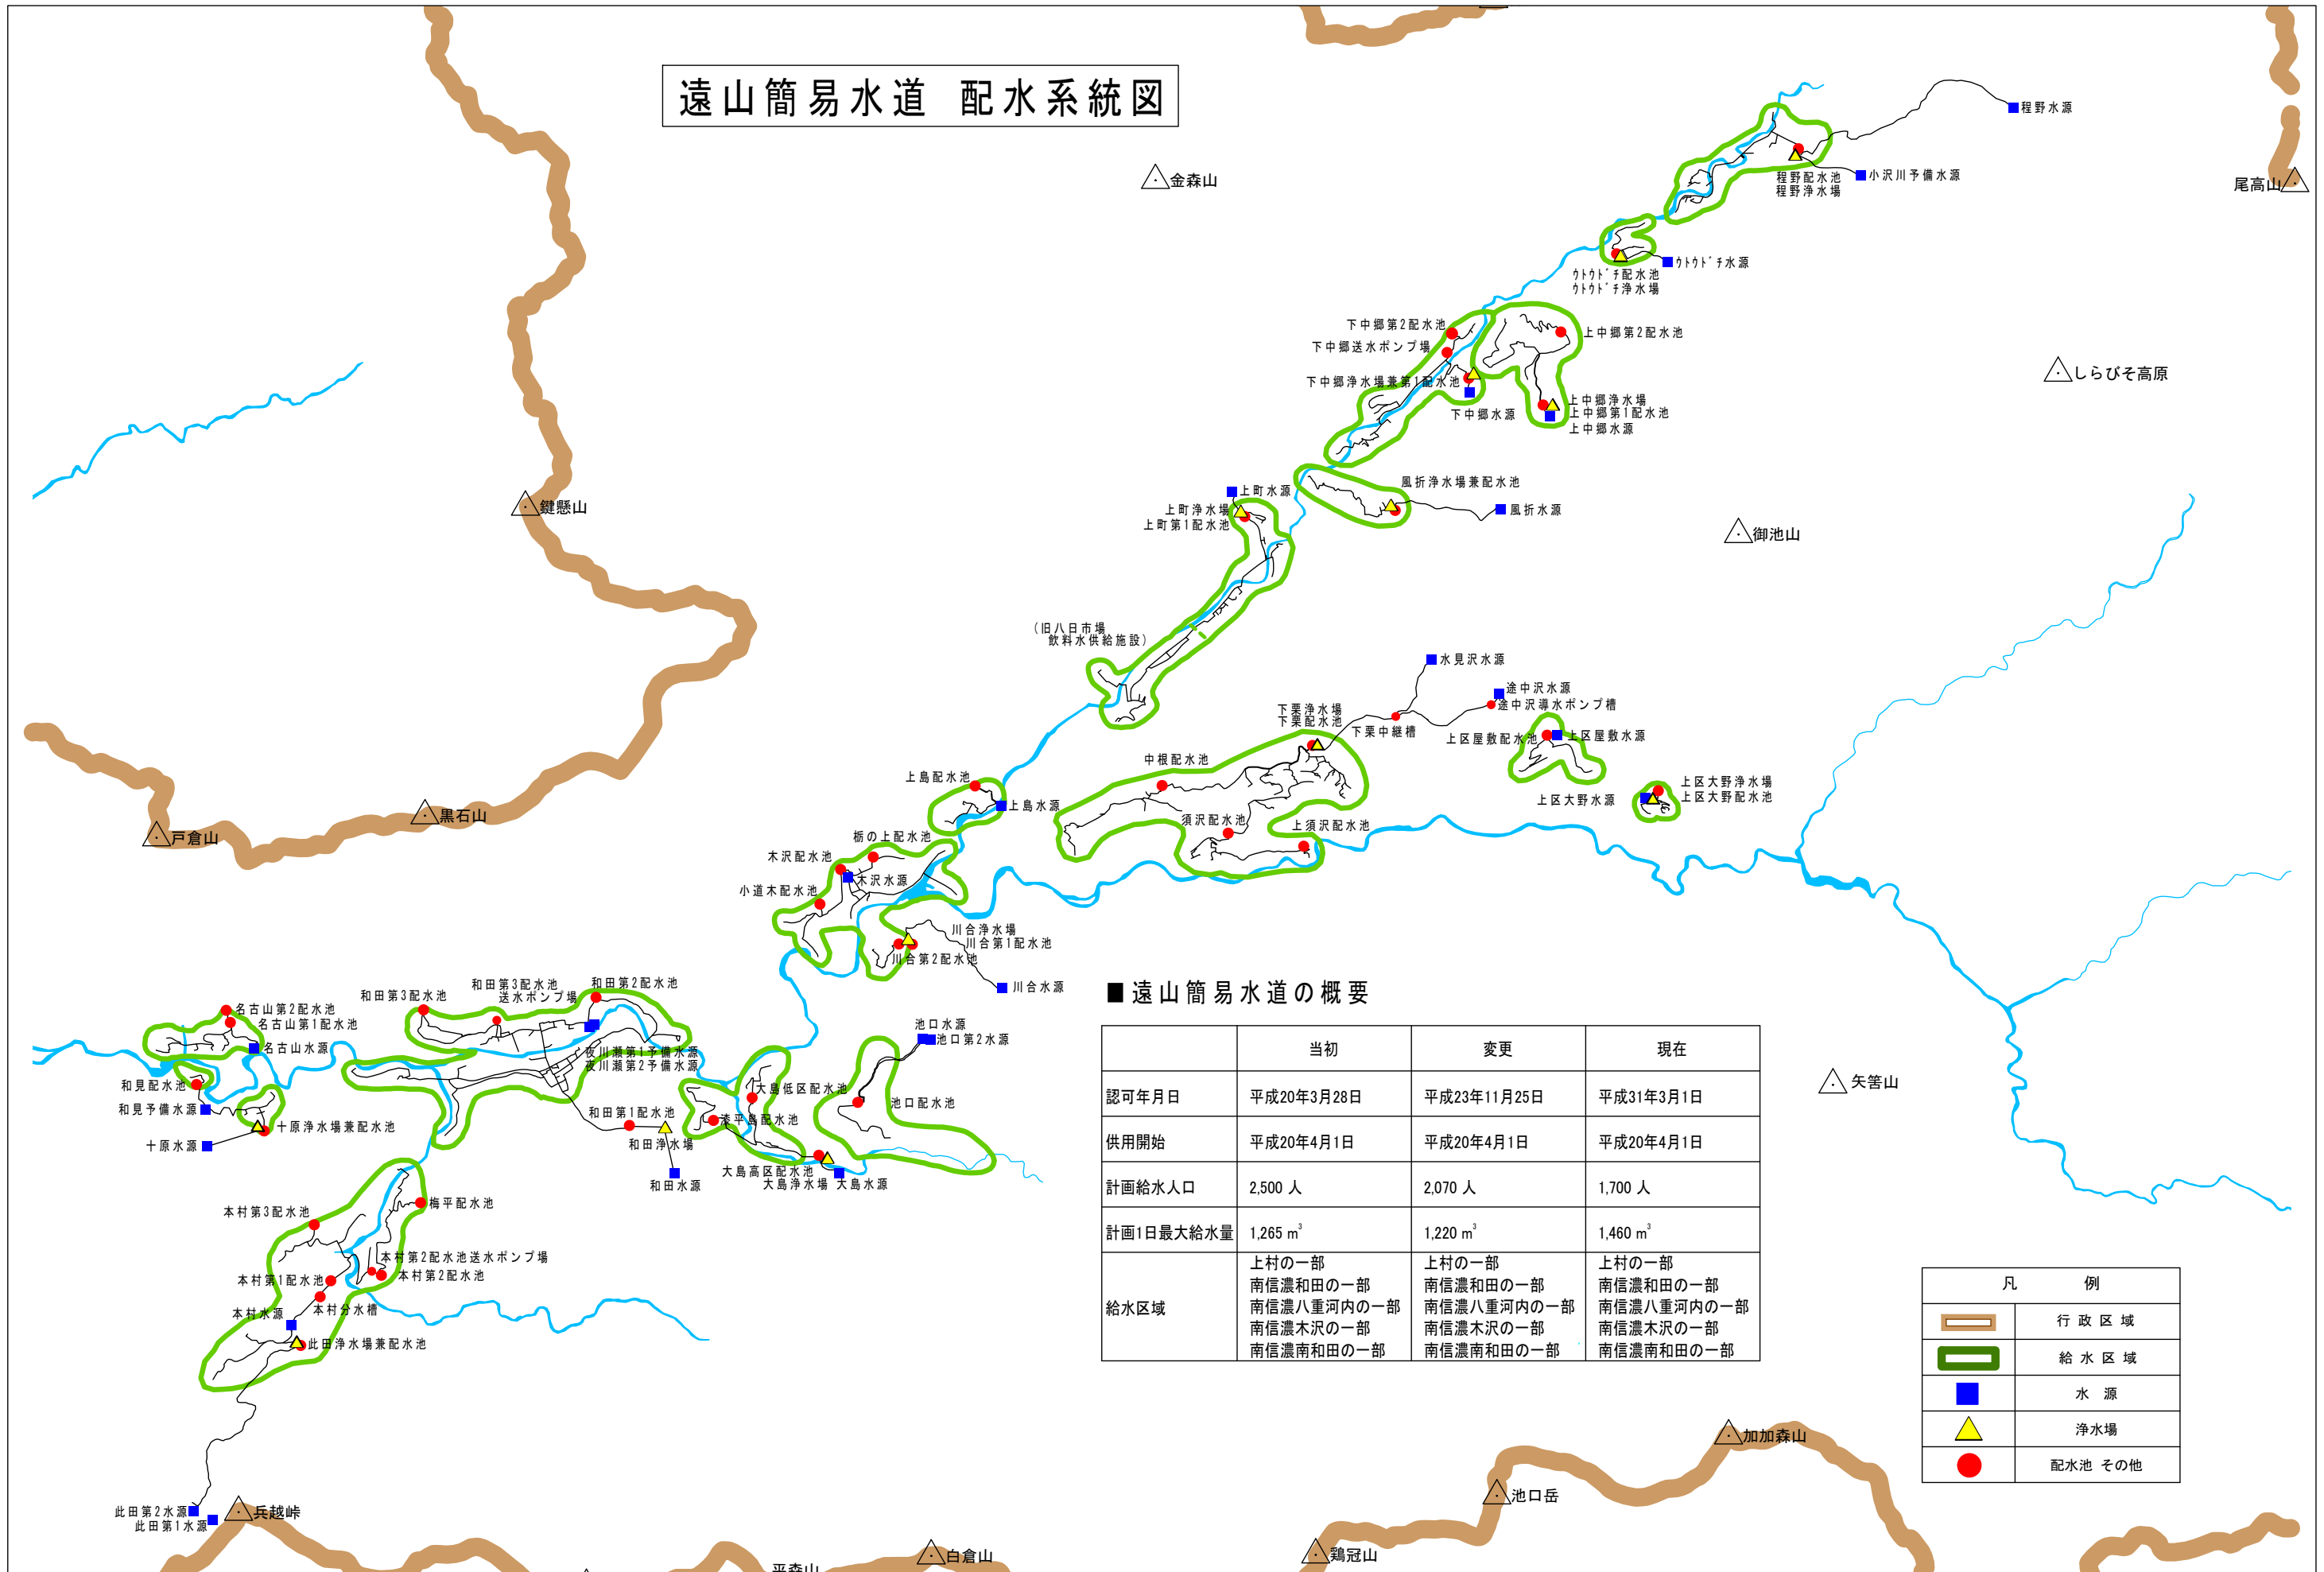 遠山簡易水道 配水系統図
程野水源
金森山
小沢川予備水源
尾高山
程野配水池
程野浄水場
ｳﾄｳﾄﾞﾁ水源
ｳﾄｳﾄﾞﾁ配水池
ｳﾄｳﾄﾞﾁ浄水場
下中郷第2配水池
上中郷第2配水池
下中郷送水ポンプ場
しらびそ高原
下中郷浄水場兼第1配水池
上中郷浄水場
上中郷第1配水池
下中郷水源
上中郷水源
風折浄水場兼配水池
上町水源
鍵懸山
上町浄水場
風折水源
上町第1配水池
御池山
(旧八日市場
飲料水供給施設)
水見沢水源
途中沢水源
途中沢導水ポンプ槽
下栗浄水場
下栗配水池
下栗中継槽
上区屋敷配水池
上区屋敷水源
中根配水池
上島配水池
上区大野浄水場
上区大野水源
上区大野配水池
上島水源
黒石山
須沢配水池
上須沢配水池
戸倉山
栃の上配水池
木沢配水池
木沢水源
小道木配水池
川合浄水場
川合第1配水池
川合第2配水池
川合水源
和田第3配水池
送水ポンプ場
和田第2配水池
和田第3配水池
名古山第2配水池
名古山第1配水池
池口水源
池口第2水源
名古山水源
夜川瀬第1予備水源
夜川瀬第2予備水源
和見配水池
大島低区配水池
池口配水池
和見予備水源
和田第1配水池
漆平島配水池
十原浄水場兼配水池
十原水源
和田浄水場
大島高区配水池
大島浄水場
大島水源
和田水源
梅平配水池
本村第3配水池
本村第2配水池送水ポンプ場
本村第2配水池
本村第1配水池
本村水源
本村分水槽
此田浄水場兼配水池
■遠山簡易水道の概要
当初 変更 現在
認可年月日 平成20年3月28日 平成23年11月25日 平成31年3月1日
供用開始 平成20年4月1日 平成20年4月1日 平成20年4月1日
計画給水人口 2,500 人 2,070 人 1,700 人
計画1日最大給水量 1,265 m³ 1,220 m³ 1,460 m³
給水区域
上村の一部 上村の一部 上村の一部
南信濃和田の一部 南信濃和田の一部 南信濃和田の一部
南信濃八重河内の一部 南信濃八重河内の一部 南信濃八重河内の一部
南信濃木沢の一部 南信濃木沢の一部 南信濃木沢の一部
南信濃南和田の一部 南信濃南和田の一部 南信濃南和田の一部
矢筈山
凡 例
行政区域
給水区域
水 源
浄水場
配水池 その他
加加森山
池口岳
此田第2水源
此田第1水源
兵越峠
白倉山
鶏冠山
平森山